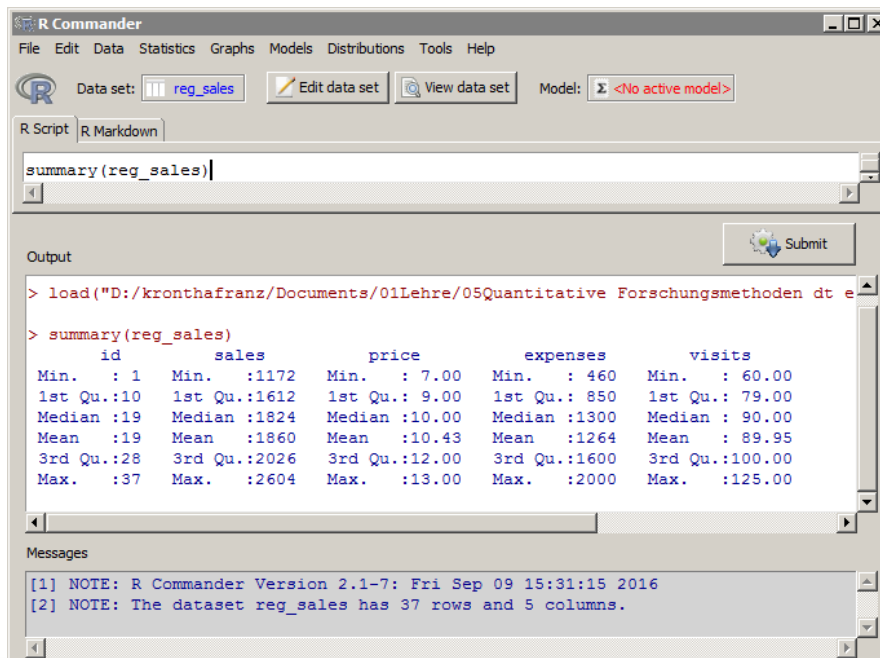 R Commander
File Edit Data Statistics Graphs Models Distributions Tools Help
R Data set: reg_sales Edit data set View data set Model: Σ <No active model>
R Script R Markdown
summary(reg_sales)
Submit
Output
> load("D:/kronthafranz/Documents/01Lehre/05Quantitative Forschungsmethoden dt e
> summary(reg_sales)
id sales price expenses visits
Min. : 1 Min. :1172 Min. : 7.00 Min. : 460 Min. : 60.00
1st Qu.:10 1st Qu.:1612 1st Qu.: 9.00 1st Qu.: 850 1st Qu.: 79.00
Median :19 Median :1824 Median :10.00 Median :1300 Median : 90.00
Mean :19 Mean :1860 Mean :10.43 Mean :1264 Mean : 89.95
3rd Qu.:28 3rd Qu.:2026 3rd Qu.:12.00 3rd Qu.:1600 3rd Qu.:100.00
Max. :37 Max. :2604 Max. :13.00 Max. :2000 Max. :125.00
Messages
[1] NOTE: R Commander Version 2.1-7: Fri Sep 09 15:31:15 2016
[2] NOTE: The dataset reg_sales has 37 rows and 5 columns.